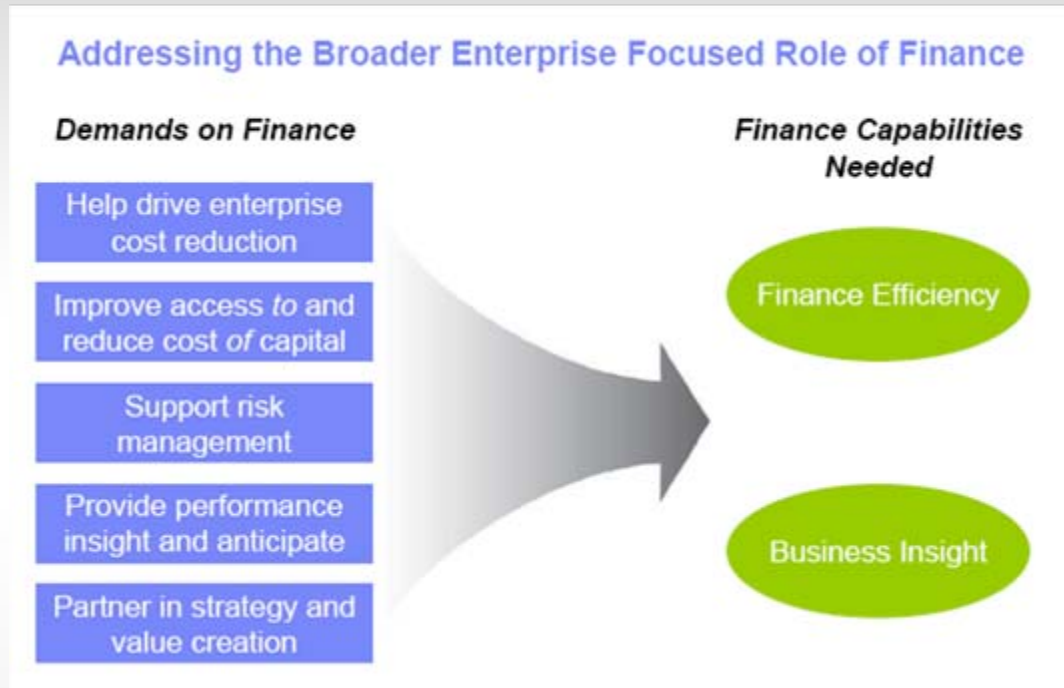 Addressing the Broader Enterprise Focused Role of Finance
Demands on Finance
Help drive enterprise
cost reduction
Improve access to and
reduce cost of capital
Support risk
management
Provide performance
insight and anticipate
Partner in strategy and
value creation
Finance Capabilities
Needed
Finance Efficiency
Business Insight